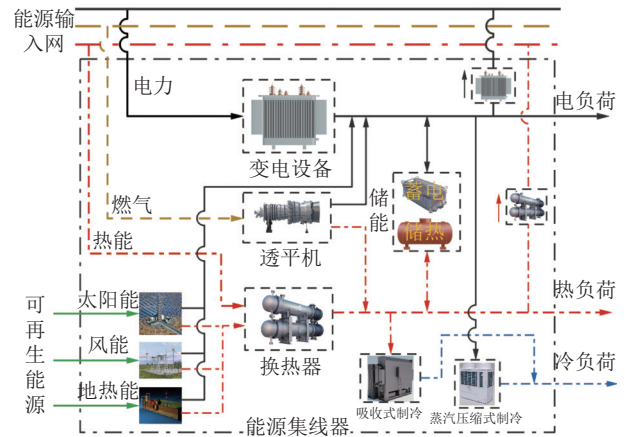 能源输
入网
电力
电负荷
变电设备
蓄电
储热
储
能
燃气
热能
透平机
太阳能
热负荷
可
再
生
能
源
风能
换热器
地热能
冷负荷
吸收式制冷
蒸汽压缩式制冷
能源集线器